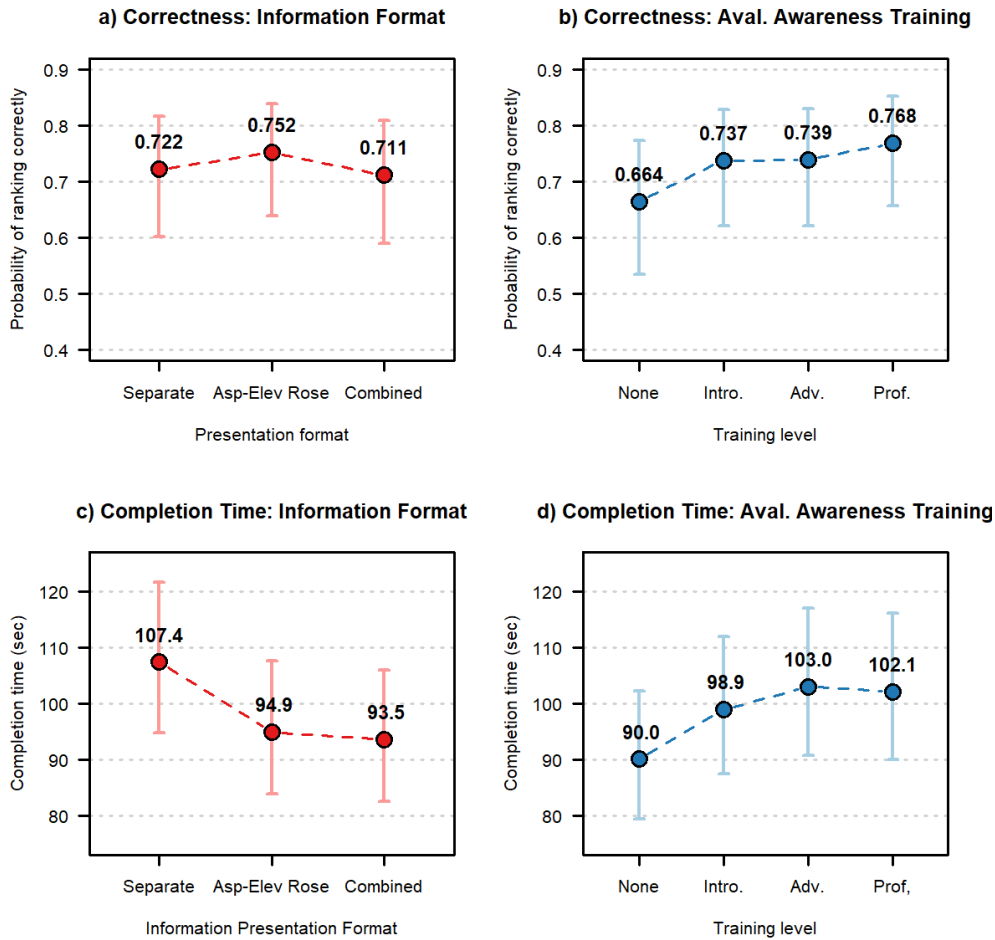 a) Correctness: Information Format
Probability of ranking correctly
0.9
0.8
0.7
0.6
0.5
0.4
0.722
0.752
0.711
Separate Asp-Elev Rose Combined
Presentation format
b) Correctness: Aval. Awareness Training
Probability of ranking correctly
0.9
0.8
0.7
0.6
0.5
0.4
0.664
0.737
0.739
0.768
None Intro. Adv. Prof.
Training level
c) Completion Time: Information Format
Completion time (sec)
120
110
100
90
80
107.4
94.9
93.5
Separate Asp-Elev Rose Combined
Information Presentation Format
d) Completion Time: Aval. Awareness Training
Completion time (sec)
120
110
100
90
80
90.0
98.9
103.0
102.1
None Intro. Adv. Prof,
Training level